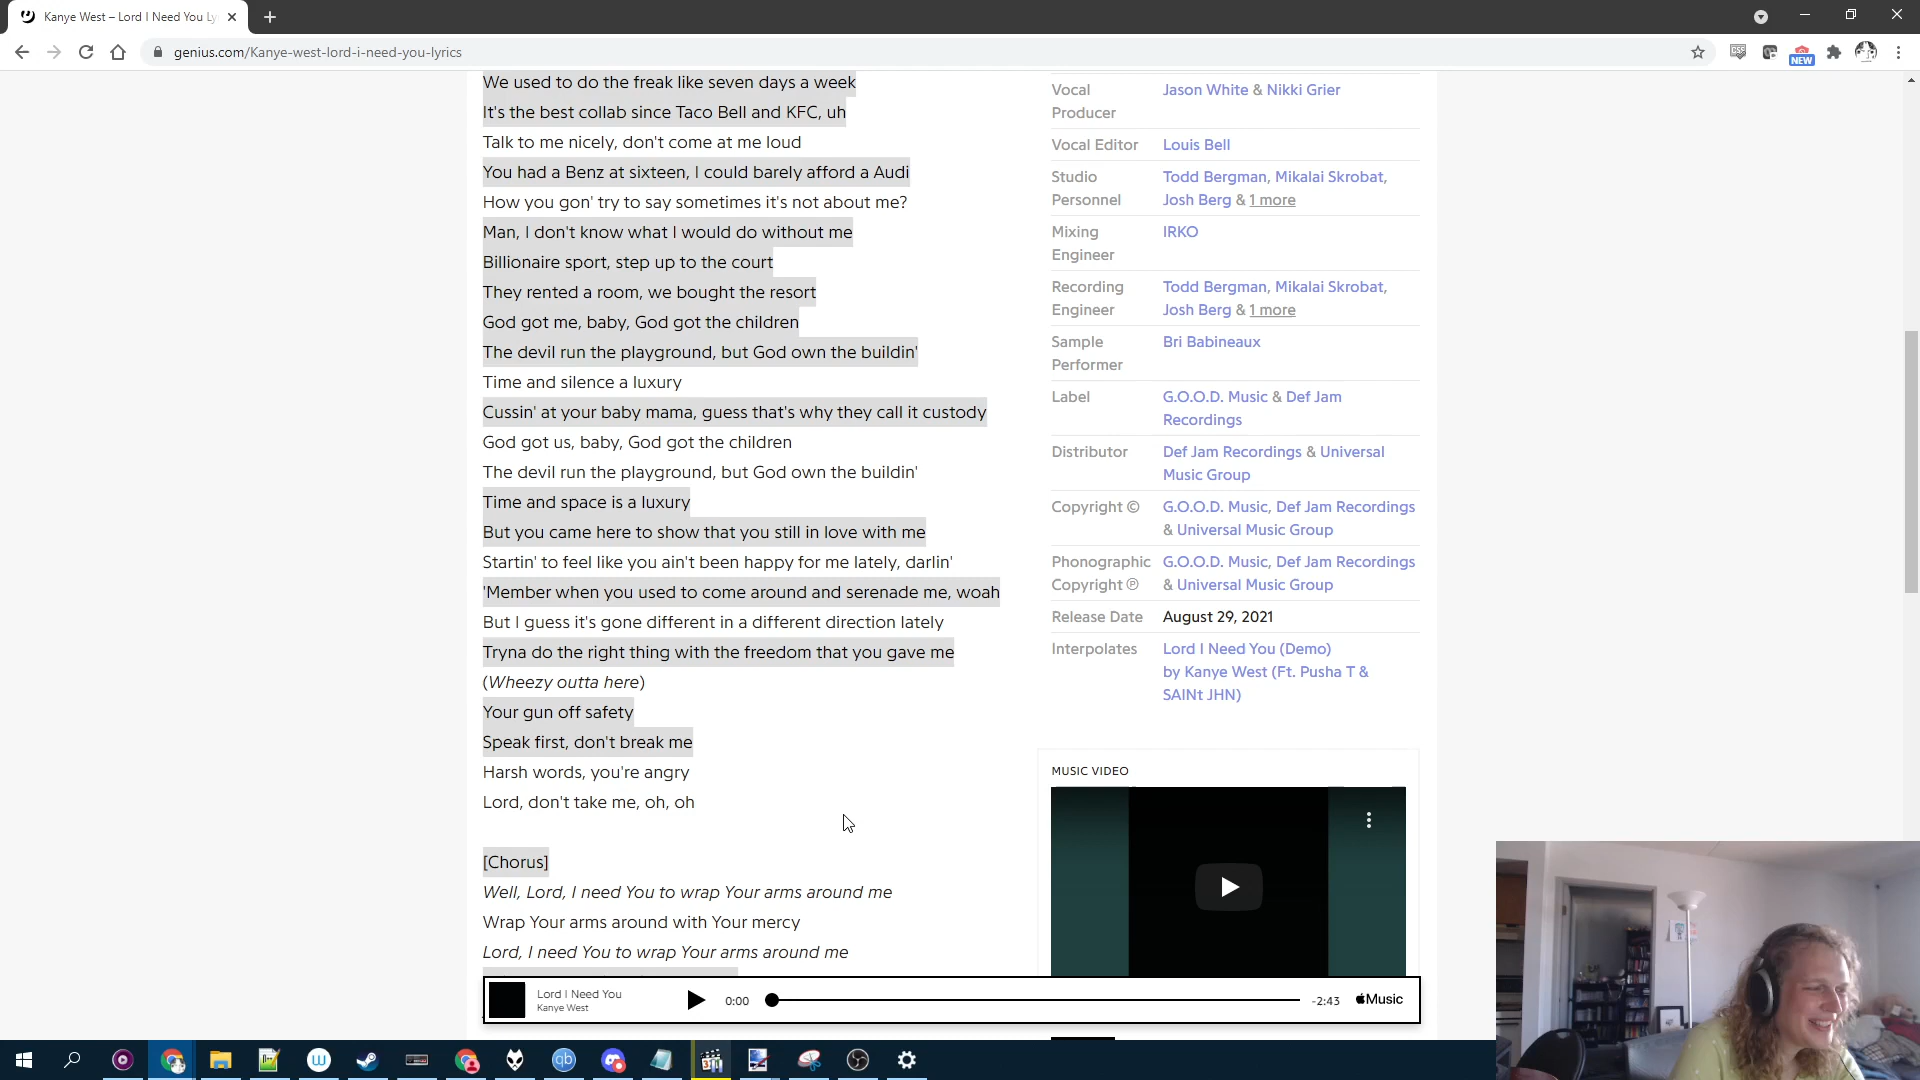 Kanye West – Lord I Need You Ly
genius.com/Kanye-west-lord-i-need-you-lyrics
NEW
We used to do the freak like seven days a week
It's the best collab since Taco Bell and KFC, uh
Talk to me nicely, don't come at me loud
You had a Benz at sixteen, I could barely afford a Audi
How you gon' try to say sometimes it's not about me?
Man, I don't know what I would do without me
Billionaire sport, step up to the court
They rented a room, we bought the resort
God got me, baby, God got the children
The devil run the playground, but God own the buildin'
Time and silence a luxury
Cussin' at your baby mama, guess that's why they call it custody
God got us, baby, God got the children
The devil run the playground, but God own the buildin'
Time and space is a luxury
But you came here to show that you still in love with me
Startin' to feel like you ain't been happy for me lately, darlin'
'Member when you used to come around and serenade me, woah
But I guess it's gone different in a different direction lately
Tryna do the right thing with the freedom that you gave me
(Wheezy outta here)
Your gun off safety
Speak first, don't break me
Harsh words, you're angry
Lord, don't take me, oh, oh
[Chorus]
Well, Lord, I need You to wrap Your arms around me
Wrap Your arms around with Your mercy
Lord, I need You to wrap Your arms around me
Vocal Producer Jason White & Nikki Grier
Vocal Editor Louis Bell
Studio Personnel Todd Bergman, Mikalai Skrobat,
Josh Berg & 1 more
Mixing Engineer IRKO
Recording Engineer Todd Bergman, Mikalai Skrobat,
Josh Berg & 1 more
Sample Performer Bri Babineaux
Label G.O.O.D. Music & Def Jam
Recordings
Distributor Def Jam Recordings & Universal
Music Group
Copyright © G.O.O.D. Music, Def Jam Recordings
& Universal Music Group
Phonographic Copyright ℗ G.O.O.D. Music, Def Jam Recordings
& Universal Music Group
Release Date August 29, 2021
Interpolates Lord I Need You (Demo)
by Kanye West (Ft. Pusha T &
SAINt JHN)
MUSIC VIDEO
Lord I Need You
Kanye West
0:00
-2:43
Music